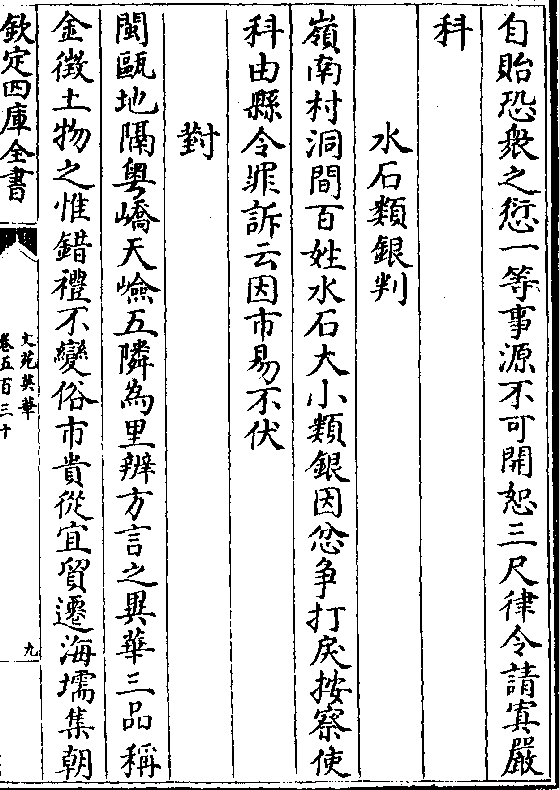 自貽恐衆之愆一等事源不可開恕三尺律令請寘嚴
科
水石類銀判
嶺南村洞間百姓水石大小類銀因忿争打戾按察使
科由縣令罪訴云因市易不伏
對
閩甌地隔粤嶠天嶮五隣為里辨方言之異華三品稱
金徵土物之惟錯禮不變俗市貴從宜貿遷海壖集朝
欽定四庫全書
文苑英華
卷五百三十
九